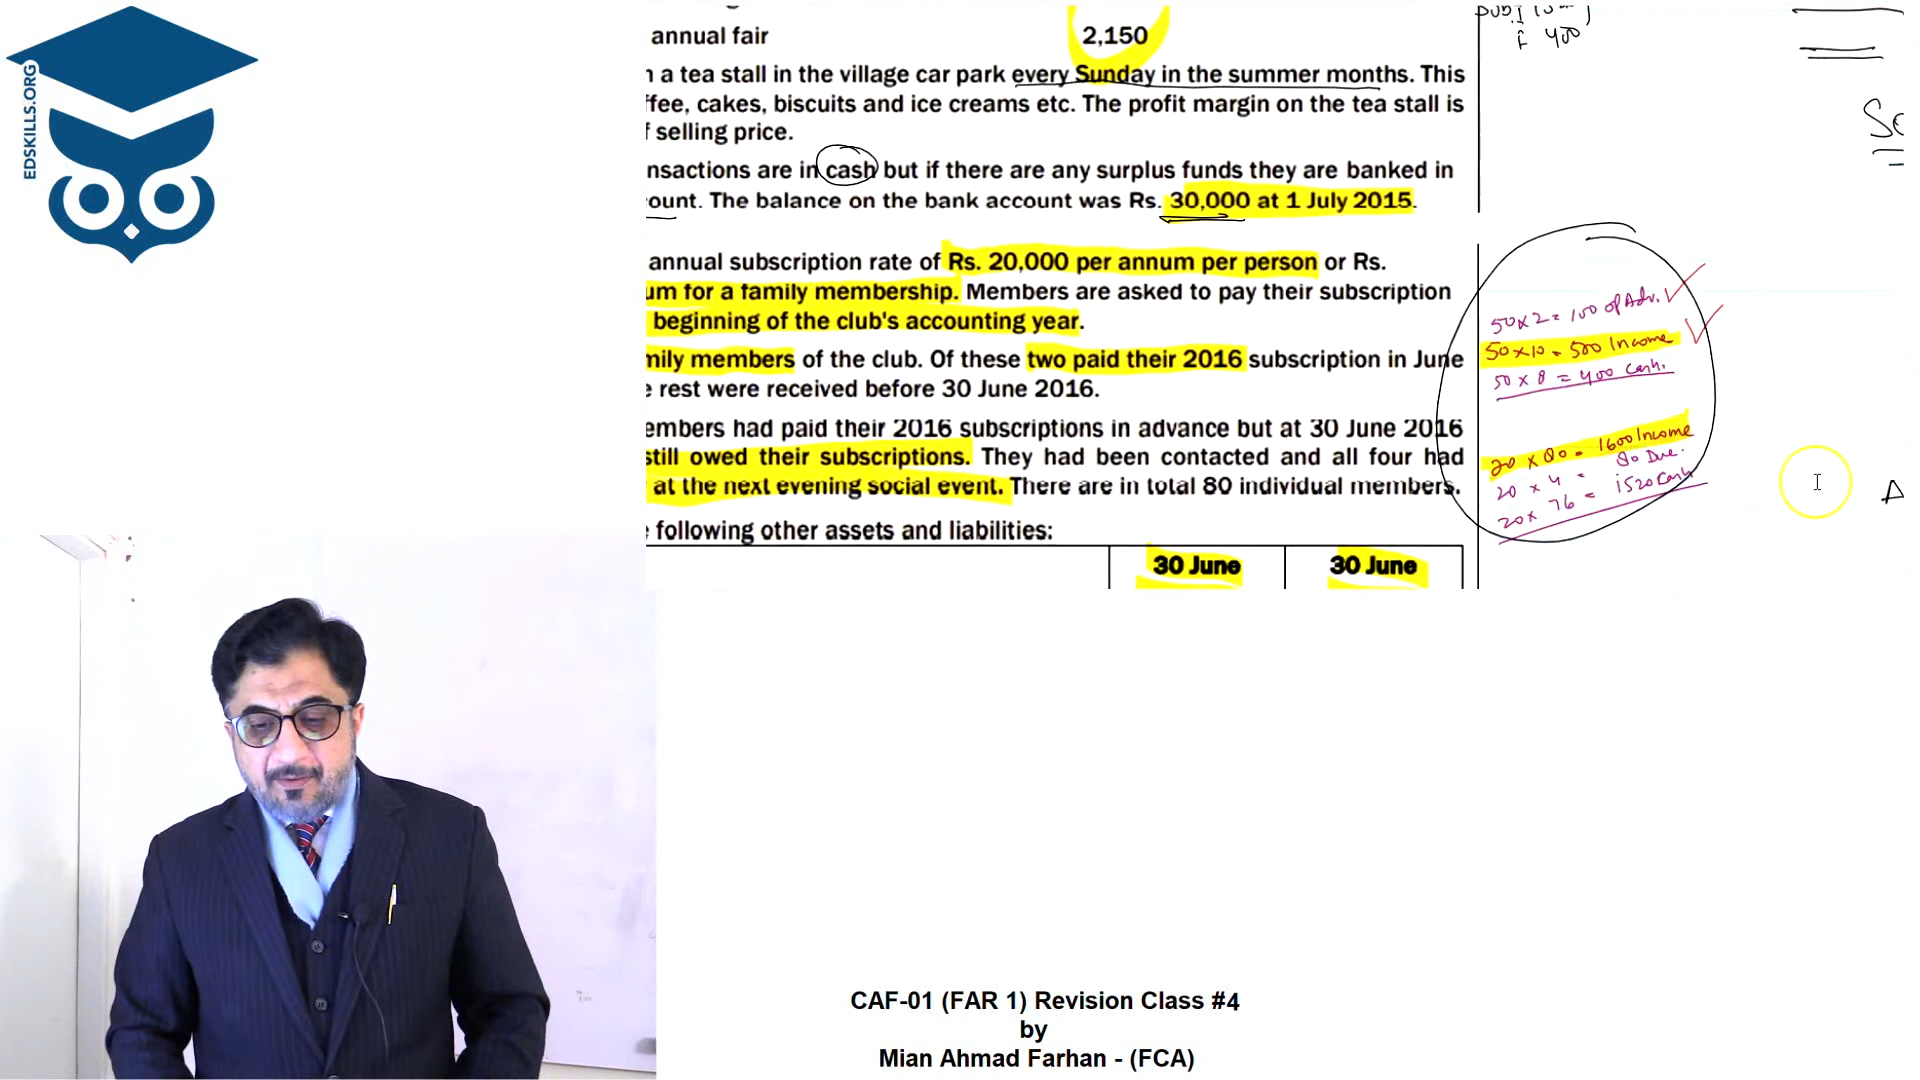 EDSKILLS.ORG
annual fair 2,150
a tea stall in the village car park every Sunday in the summer months. This
ffee, cakes, biscuits and ice creams etc. The profit margin on the tea stall is
f selling price.
nsactions are in cash but if there are any surplus funds they are banked in
ount. The balance on the bank account was Rs. 30,000 at 1 July 2015.
annual subscription rate of Rs. 20,000 per annum per person or Rs.
um for a family membership. Members are asked to pay their subscription
beginning of the club's accounting year.
mily members of the club. Of these two paid their 2016 subscription in June
e rest were received before 30 June 2016.
embers had paid their 2016 subscriptions in advance but at 30 June 2016
still owed their subscriptions. They had been contacted and all four had
at the next evening social event. There are in total 80 individual members.
following other assets and liabilities:
30 June 30 June
F 400
50 x 2 = 100 of Adv.
50 x 10 = 500 Income
50 x 8 = 400 Cash.
20 x 80 = 1600 Income
20 x 4 = 80 Due.
20 x 76 = 1520 Cash
CAF-01 (FAR 1) Revision Class #4
by
Mian Ahmad Farhan - (FCA)